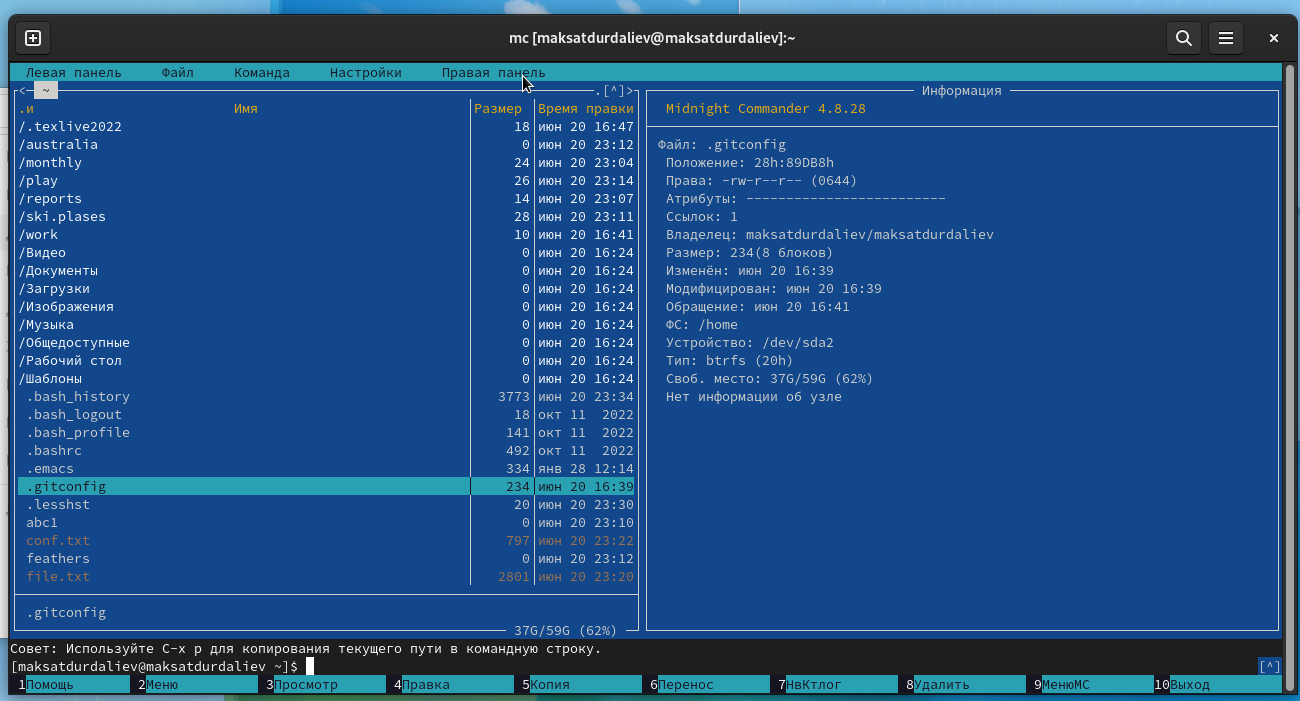 mc [maksatdurdaliev@maksatdurdaliev]:~
Левая панель Файл Команда Настройки Правая панель
<─ ~ .[^]>
.и Имя Размер Время правки
/.texlive2022 18 июн 20 16:47
/australia 0 июн 20 23:12
/monthly 24 июн 20 23:04
/play 26 июн 20 23:14
/reports 14 июн 20 23:07
/ski.plases 28 июн 20 23:11
/work 10 июн 20 16:41
/Видео 0 июн 20 16:24
/Документы 0 июн 20 16:24
/Загрузки 0 июн 20 16:24
/Изображения 0 июн 20 16:24
/Музыка 0 июн 20 16:24
/Общедоступные 0 июн 20 16:24
/Рабочий стол 0 июн 20 16:24
/Шаблоны 0 июн 20 16:24
.bash_history 3773 июн 20 23:34
.bash_logout 18 окт 11 2022
.bash_profile 141 окт 11 2022
.bashrc 492 окт 11 2022
.emacs 334 янв 28 12:14
.gitconfig 234 июн 20 16:39
.lesshst 20 июн 20 23:30
abc1 0 июн 20 23:10
conf.txt 797 июн 20 23:22
feathers 0 июн 20 23:12
file.txt 2801 июн 20 23:20
.gitconfig
37G/59G (62%)
Информация
Midnight Commander 4.8.28
Файл: .gitconfig
Положение: 28h:89DB8h
Права: -rw-r--r-- (0644)
Атрибуты: -------------------------
Ссылок: 1
Владелец: maksatdurdaliev/maksatdurdaliev
Размер: 234(8 блоков)
Изменён: июн 20 16:39
Модифицирован: июн 20 16:39
Обращение: июн 20 16:41
ФС: /home
Устройство: /dev/sda2
Тип: btrfs (20h)
Своб. место: 37G/59G (62%)
Нет информации об узле
Совет: Используйте C-x p для копирования текущего пути в командную строку.
[maksatdurdaliev@maksatdurdaliev ~]$ [^]
1Помощь 2Меню 3Просмотр 4Правка 5Копия 6Перенос 7НвКтлог 8Удалить 9МенюМС 10Выход